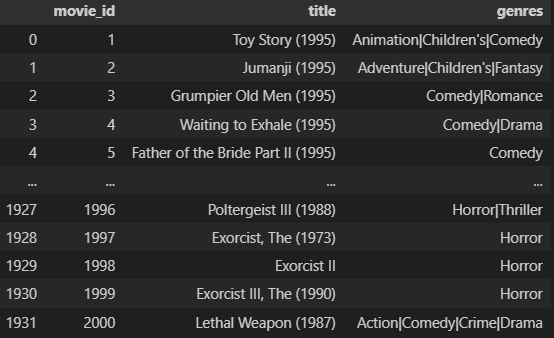 movie_id title genres
0 1 Toy Story (1995) Animation|Children's|Comedy
1 2 Jumanji (1995) Adventure|Children's|Fantasy
2 3 Grumpier Old Men (1995) Comedy|Romance
3 4 Waiting to Exhale (1995) Comedy|Drama
4 5 Father of the Bride Part II (1995) Comedy
... ... ... ...
1927 1996 Poltergeist III (1988) Horror|Thriller
1928 1997 Exorcist, The (1973) Horror
1929 1998 Exorcist II Horror
1930 1999 Exorcist III, The (1990) Horror
1931 2000 Lethal Weapon (1987) Action|Comedy|Crime|Drama